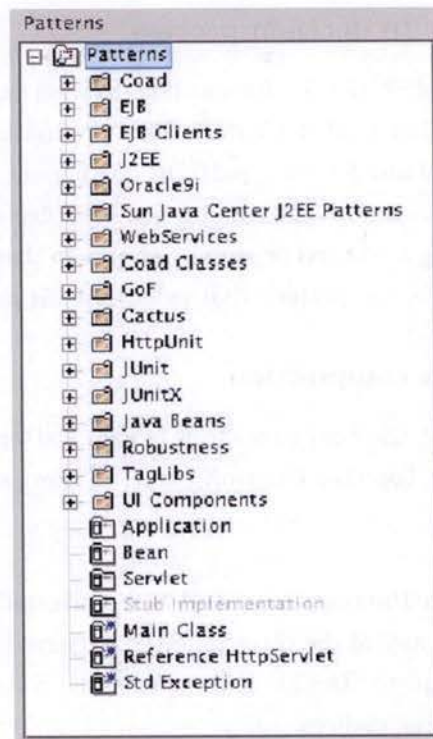 Patterns
Patterns
Coad
EJB
EJB Clients
J2EE
Oracle9i
Sun Java Center J2EE Patterns
WebServices
Coad Classes
GoF
Cactus
HttpUnit
JUnit
JUnitX
Java Beans
Robustness
TagLibs
UI Components
Application
Bean
Servlet
Stub Implementation
Main Class
Reference HttpServlet
Std Exception